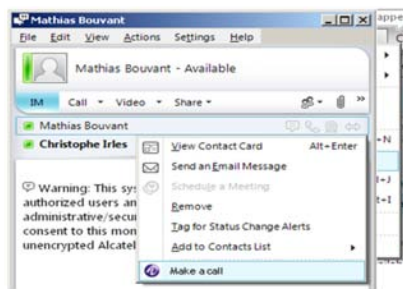 Mathias Bouvant
appe
File Edit View Actions Settings Help
Mathias Bouvant - Available
IM Call Video Share
Mathias Bouvant
Christophe Irles
View Contact Card Alt+Enter
Send an Email Message
Schedule a Meeting
Remove
Tag for Status Change Alerts
Add to Contacts List
Make a call
Warning: This sys
authorized users an
administrative/secur
consent to this mon
unencrypted Alcatel
+N
+J
+I